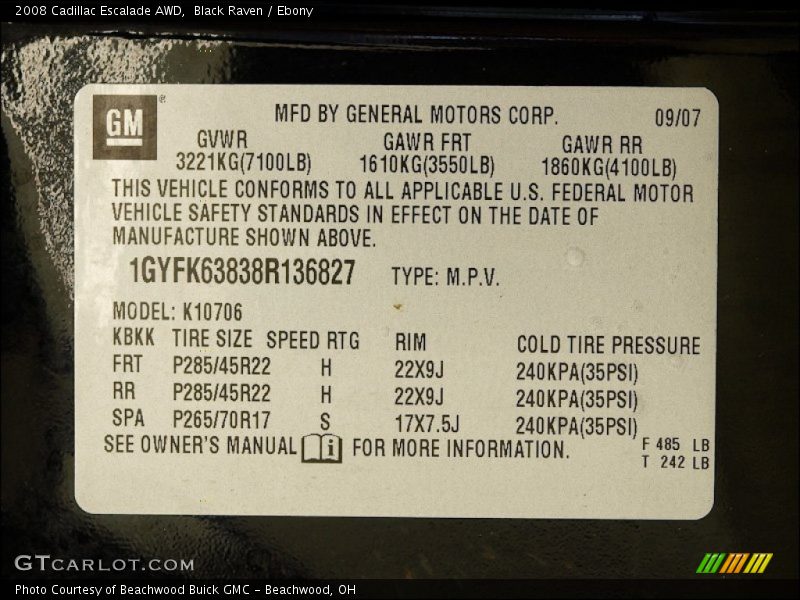 2008 Cadillac Escalade AWD, Black Raven / Ebony
GM ®
MFD BY GENERAL MOTORS CORP. 09/07
GVWR GAWR FRT GAWR RR
3221KG(7100LB) 1610KG(3550LB) 1860KG(4100LB)
THIS VEHICLE CONFORMS TO ALL APPLICABLE U.S. FEDERAL MOTOR
VEHICLE SAFETY STANDARDS IN EFFECT ON THE DATE OF
MANUFACTURE SHOWN ABOVE.
1GYFK63838R136827 TYPE: M.P.V.
MODEL: K10706
KBKK TIRE SIZE SPEED RTG RIM COLD TIRE PRESSURE
FRT P285/45R22 H 22X9J 240KPA(35PSI)
RR P285/45R22 H 22X9J 240KPA(35PSI)
SPA P265/70R17 S 17X7.5J 240KPA(35PSI)
SEE OWNER'S MANUAL i FOR MORE INFORMATION.
F 485 LB
T 242 LB
GTCARLOT.COM
Photo Courtesy of Beachwood Buick GMC - Beachwood, OH